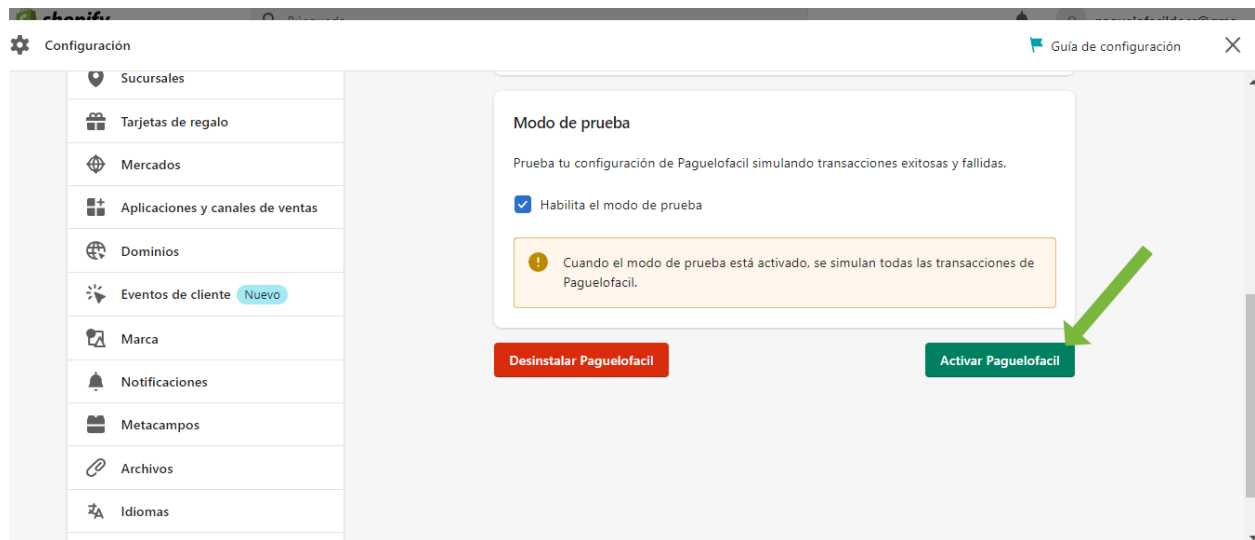 Configuración
Guía de configuración
Sucursales
Tarjetas de regalo
Mercados
Aplicaciones y canales de ventas
Dominios
Eventos de cliente Nuevo
Marca
Notificaciones
Metacampos
Archivos
Idiomas
Modo de prueba
Prueba tu configuración de Paguelofacil simulando transacciones exitosas y fallidas.
Habilita el modo de prueba
Cuando el modo de prueba está activado, se simulan todas las transacciones de
Paguelofacil.
Desinstalar Paguelofacil
Activar Paguelofacil